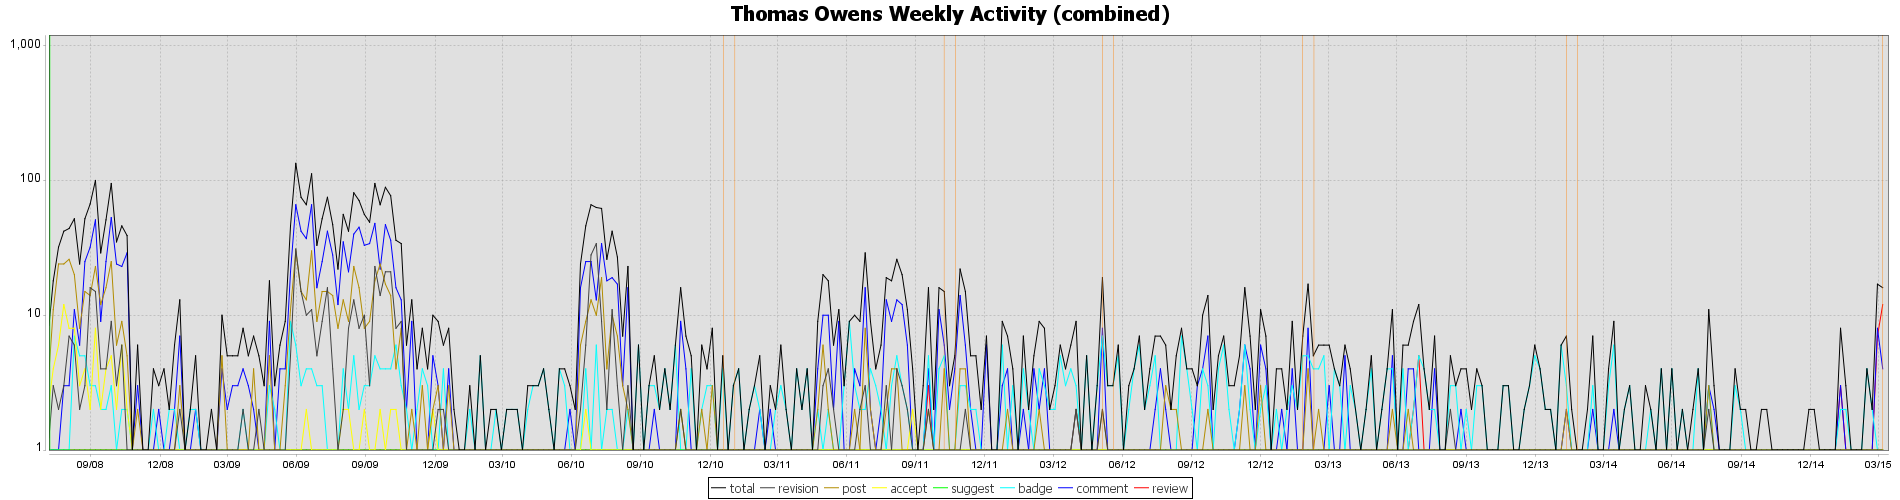 Thomas Owens Weekly Activity (combined)
1,000
100
10
1
09/08 12/08 03/09 06/09 09/09 12/09 03/10 06/10 09/10 12/10 03/11 06/11 09/11 12/11 03/12 06/12 09/12 12/12 03/13 06/13 09/13 12/13 03/14 06/14 09/14 12/14 03/15
total revision post accept suggest badge comment review